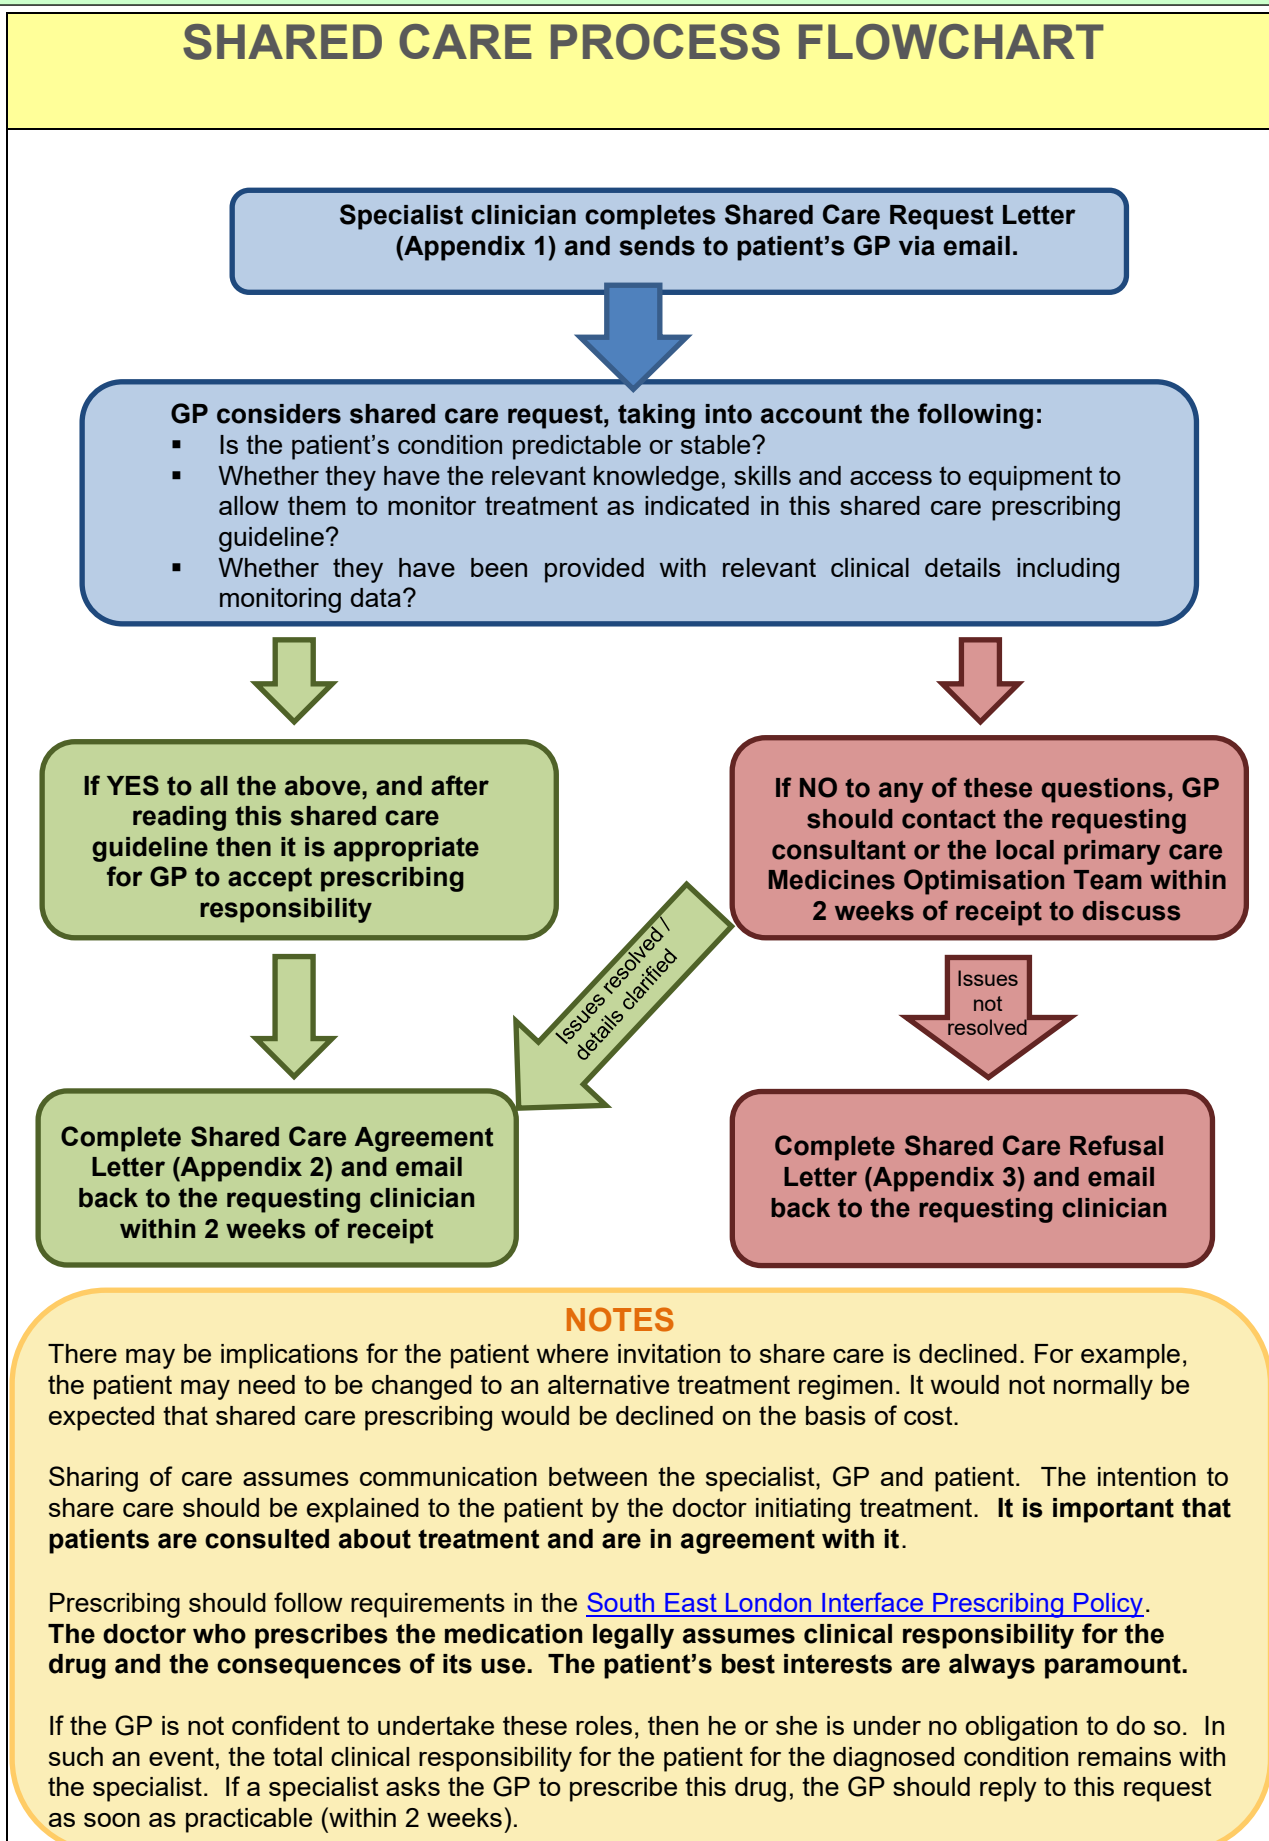 SHARED CARE PROCESS FLOWCHART
Specialist clinician completes Shared Care Request Letter
(Appendix 1) and sends to patient's GP via email.
GP considers shared care request, taking into account the following:
▪ Is the patient's condition predictable or stable?
▪ Whether they have the relevant knowledge, skills and access to equipment to
allow them to monitor treatment as indicated in this shared care prescribing
guideline?
▪ Whether they have been provided with relevant clinical details including
monitoring data?
If YES to all the above, and after
reading this shared care
guideline then it is appropriate
for GP to accept prescribing
responsibility
If NO to any of these questions, GP
should contact the requesting
consultant or the local primary care
Medicines Optimisation Team within
2 weeks of receipt to discuss
Issues resolved /
details clarified
Issues
not
resolved
Complete Shared Care Agreement
Letter (Appendix 2) and email
back to the requesting clinician
within 2 weeks of receipt
Complete Shared Care Refusal
Letter (Appendix 3) and email
back to the requesting clinician
NOTES
There may be implications for the patient where invitation to share care is declined. For example,
the patient may need to be changed to an alternative treatment regimen. It would not normally be
expected that shared care prescribing would be declined on the basis of cost.
Sharing of care assumes communication between the specialist, GP and patient. The intention to
share care should be explained to the patient by the doctor initiating treatment. It is important that
patients are consulted about treatment and are in agreement with it.
Prescribing should follow requirements in the South East London Interface Prescribing Policy.
The doctor who prescribes the medication legally assumes clinical responsibility for the
drug and the consequences of its use. The patient's best interests are always paramount.
If the GP is not confident to undertake these roles, then he or she is under no obligation to do so. In
such an event, the total clinical responsibility for the patient for the diagnosed condition remains with
the specialist. If a specialist asks the GP to prescribe this drug, the GP should reply to this request
as soon as practicable (within 2 weeks).